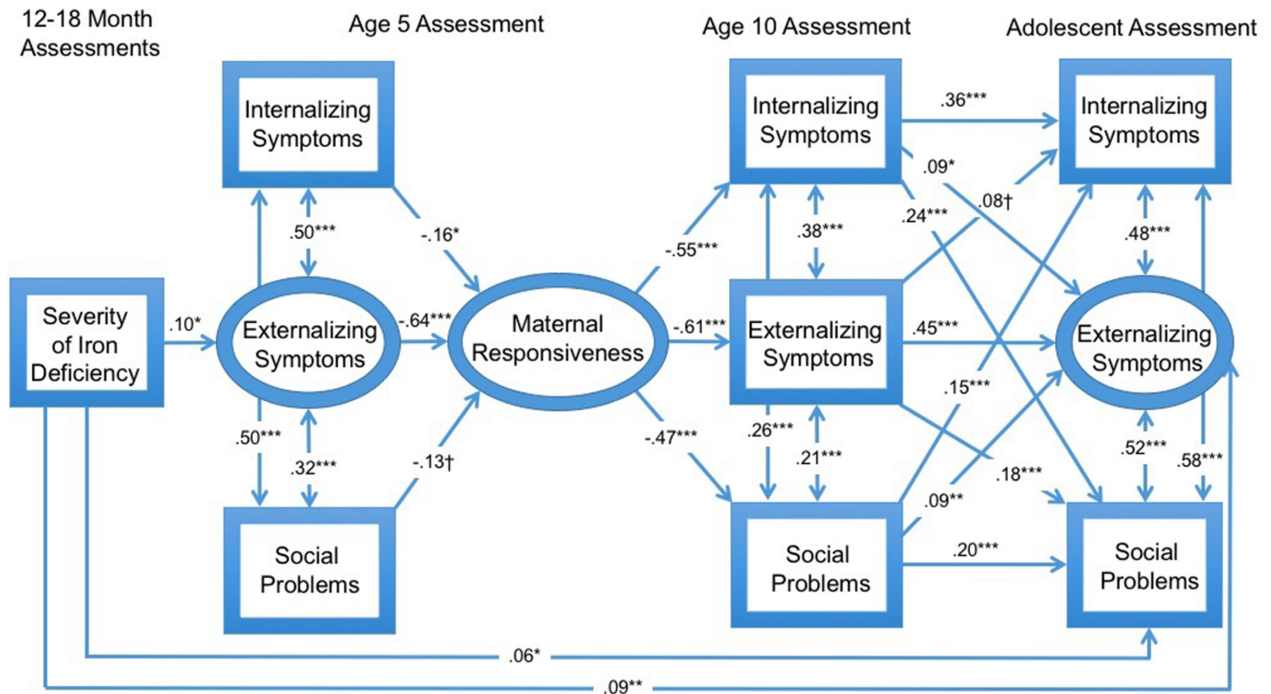 12-18 Month
Assessments
Age 5 Assessment
Age 10 Assessment
Adolescent Assessment
Internalizing
Symptoms
Internalizing
Symptoms
Internalizing
Symptoms
.36***
.09*
.08†
.24***
.50***
-.16*
-.55***
.38***
.48***
Severity
of Iron
Deficiency
.10*
Externalizing
Symptoms
-.64***
Maternal
Responsiveness
-.61***
Externalizing
Symptoms
.45***
Externalizing
Symptoms
.15***
.50***
.32***
-.13†
-.47***
.26***
.21***
.18***
.09**
.52***
.58***
Social
Problems
Social
Problems
.20***
Social
Problems
.06*
.09**